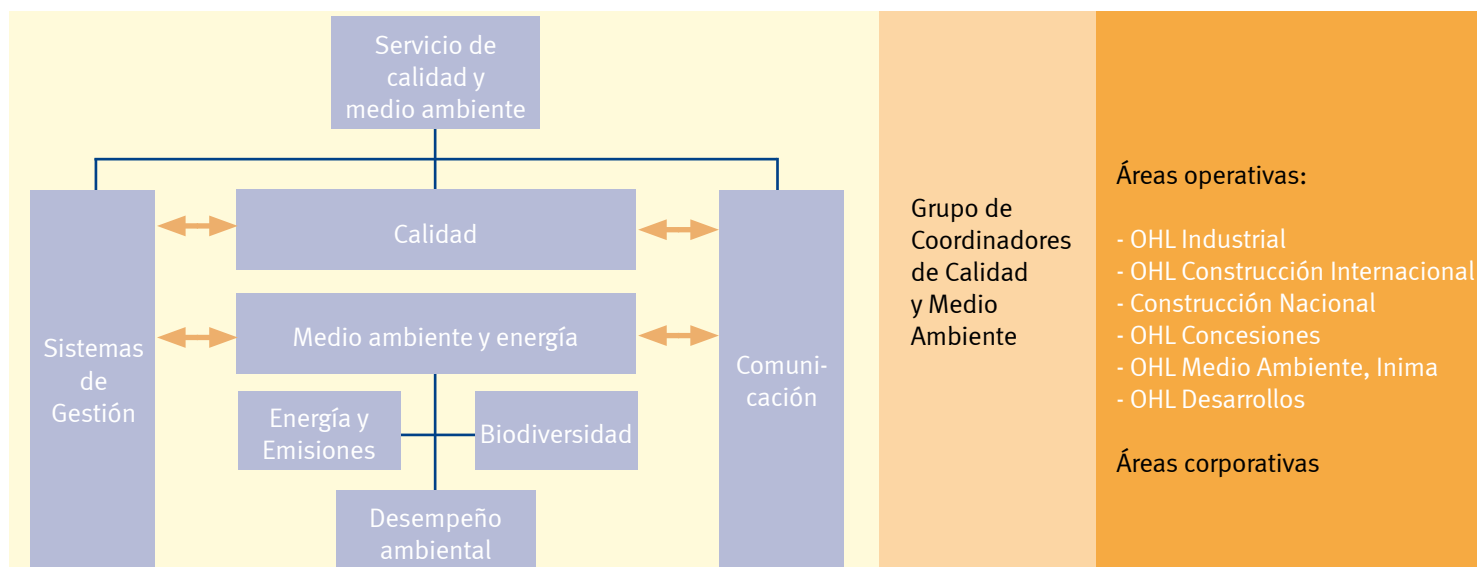 Servicio de
calidad y
medio ambiente
Calidad
Medio ambiente y energía
Sistemas
de
Gestión
Comuni-
cación
Energía y
Emisiones
Biodiversidad
Desempeño
ambiental
Grupo de
Coordinadores
de Calidad
y Medio
Ambiente
Áreas operativas:
- OHL Industrial
- OHL Construcción Internacional
- Construcción Nacional
- OHL Concesiones
- OHL Medio Ambiente, Inima
- OHL Desarrollos
Áreas corporativas